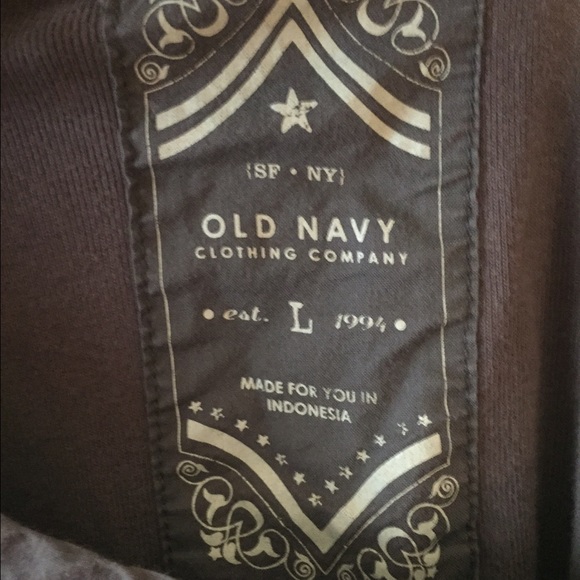 {SF • NY}
OLD NAVY
CLOTHING COMPANY
• est. L 1994 •
MADE FOR YOU IN
INDONESIA